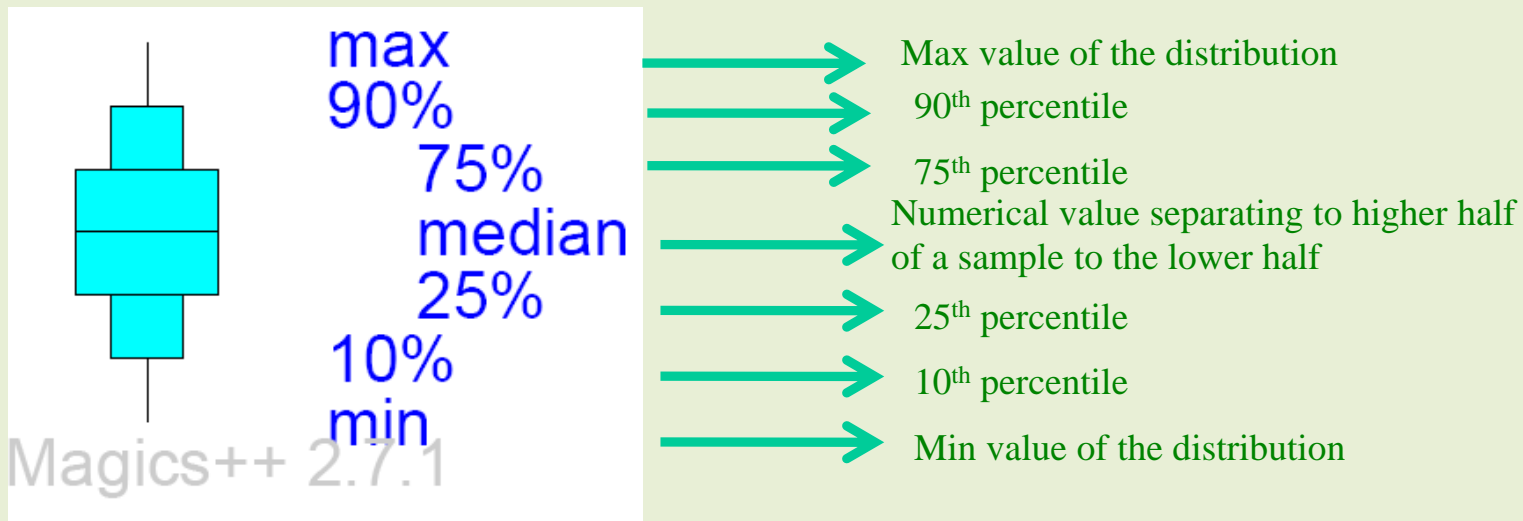 max
Max value of the distribution
90%
90th percentile
75%
75th percentile
median
Numerical value separating to higher half
of a sample to the lower half
25%
25th percentile
10%
10th percentile
min
Min value of the distribution
Magics++ 2.7.1